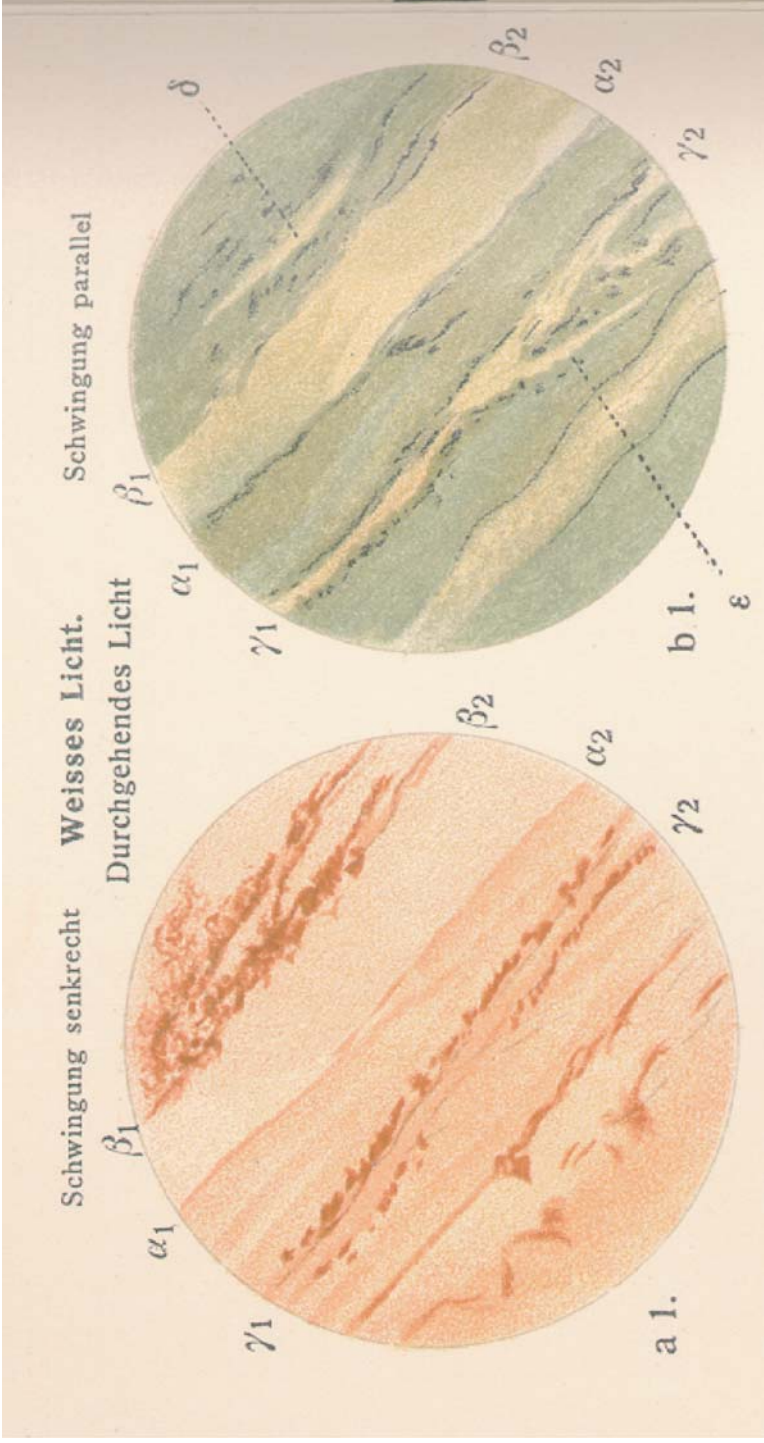 Weisses Licht.
Durchgehendes Licht
Schwingung senkrecht
Schwingung parallel
β1
α1
γ1
β2
α2
γ2
a 1.
β1
α1
γ1
δ
β2
α2
γ2
b 1.
ε